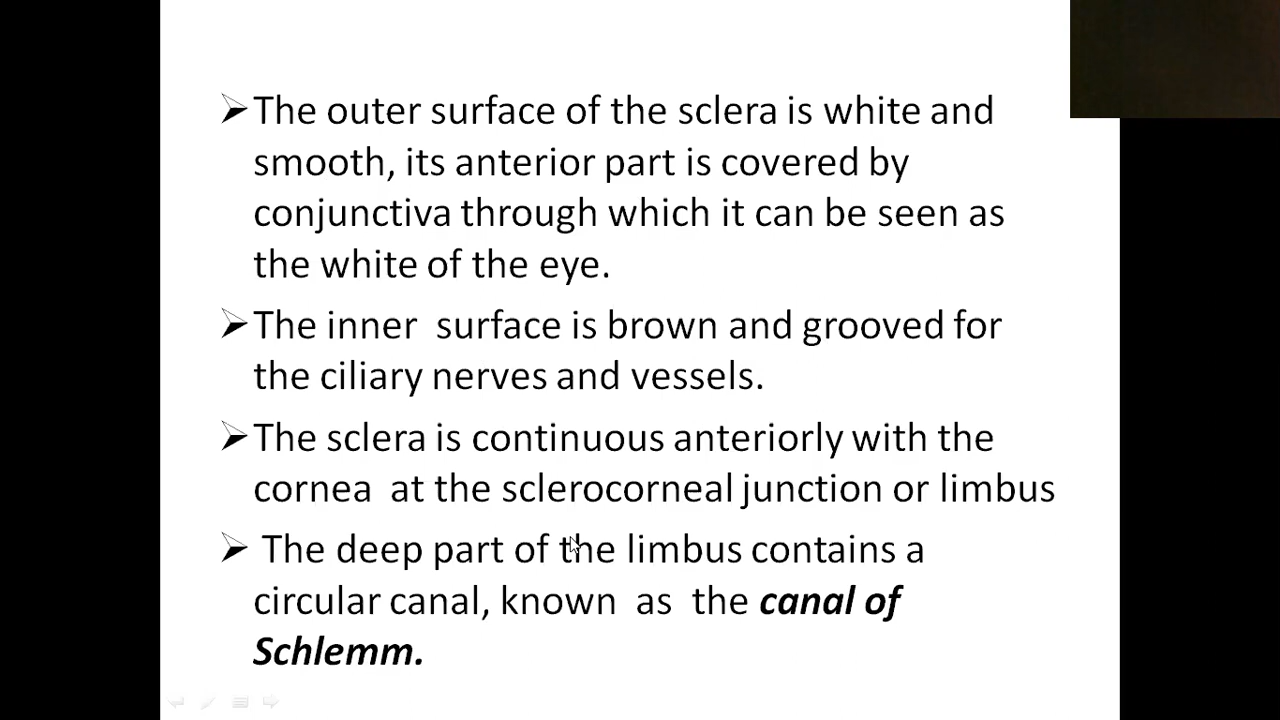 The outer surface of the sclera is white and
smooth, its anterior part is covered by
conjunctiva through which it can be seen as
the white of the eye.
The inner  surface is brown and grooved for
the ciliary nerves and vessels.
The sclera is continuous anteriorly with the
cornea  at the sclerocorneal junction or limbus
The deep part of the limbus contains a
circular canal, known  as  the canal of
Schlemm.